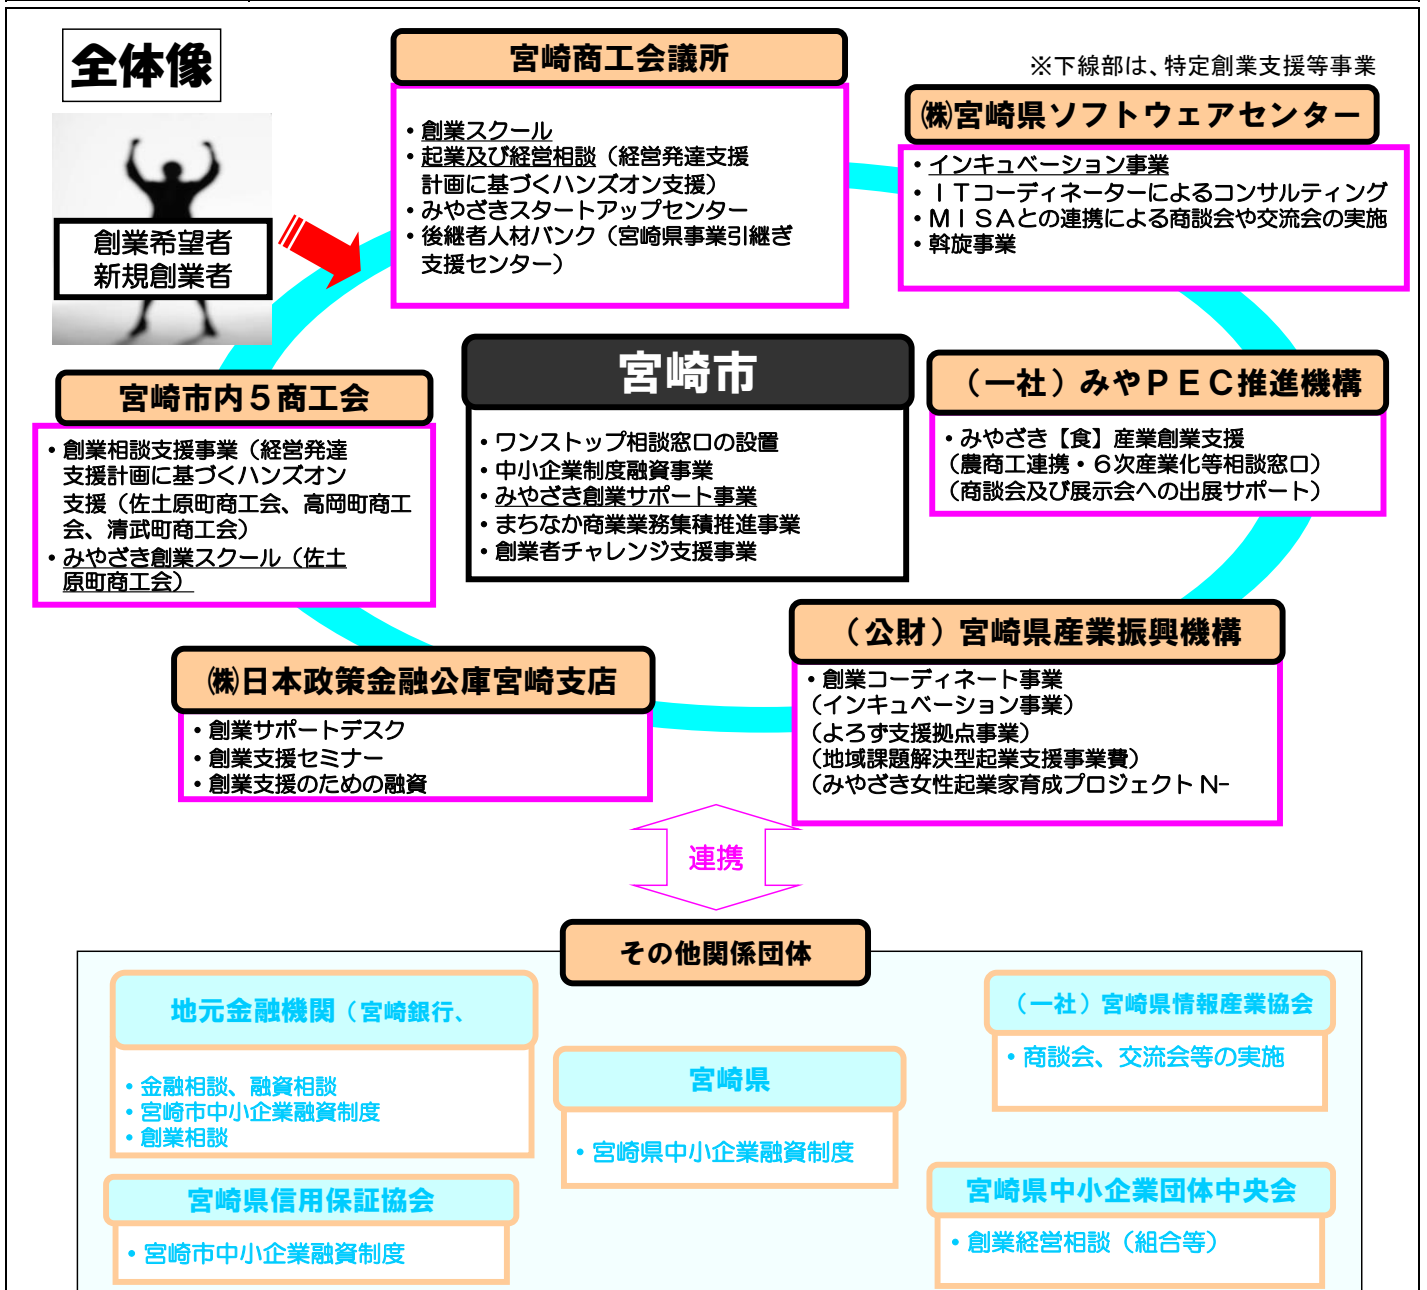 全体像
創業希望者
新規創業者
宮崎商工会議所
・創業スクール
・起業及び経営相談（経営発達支援
計画に基づくハンズオン支援）
・みやざきスタートアップセンター
・後継者人材バンク（宮崎県事業引継ぎ
支援センター）
※下線部は、特定創業支援等事業
㈱宮崎県ソフトウェアセンター
・インキュベーション事業
・ＩＴコーディネーターによるコンサルティング
・ＭＩＳＡとの連携による商談会や交流会の実施
・斡旋事業
宮崎市内５商工会
・創業相談支援事業（経営発達
支援計画に基づくハンズオン
支援（佐土原町商工会、高岡町商工
会、清武町商工会）
・みやざき創業スクール（佐土
原町商工会）
宮崎市
・ワンストップ相談窓口の設置
・中小企業制度融資事業
・みやざき創業サポート事業
・まちなか商業業務集積推進事業
・創業者チャレンジ支援事業
（一社）みやＰＥＣ推進機構
・みやざき【食】産業創業支援
（農商工連携・６次産業化等相談窓口）
（商談会及び展示会への出展サポート）
㈱日本政策金融公庫宮崎支店
・創業サポートデスク
・創業支援セミナー
・創業支援のための融資
（公財）宮崎県産業振興機構
・創業コーディネート事業
（インキュベーション事業）
（よろず支援拠点事業）
（地域課題解決型起業支援事業費）
（みやざき女性起業家育成プロジェクト N-
連携
その他関係団体
地元金融機関（宮崎銀行、
・金融相談、融資相談
・宮崎市中小企業融資制度
・創業相談
宮崎県
・宮崎県中小企業融資制度
（一社）宮崎県情報産業協会
・商談会、交流会等の実施
宮崎県信用保証協会
・宮崎市中小企業融資制度
宮崎県中小企業団体中央会
・創業経営相談（組合等）